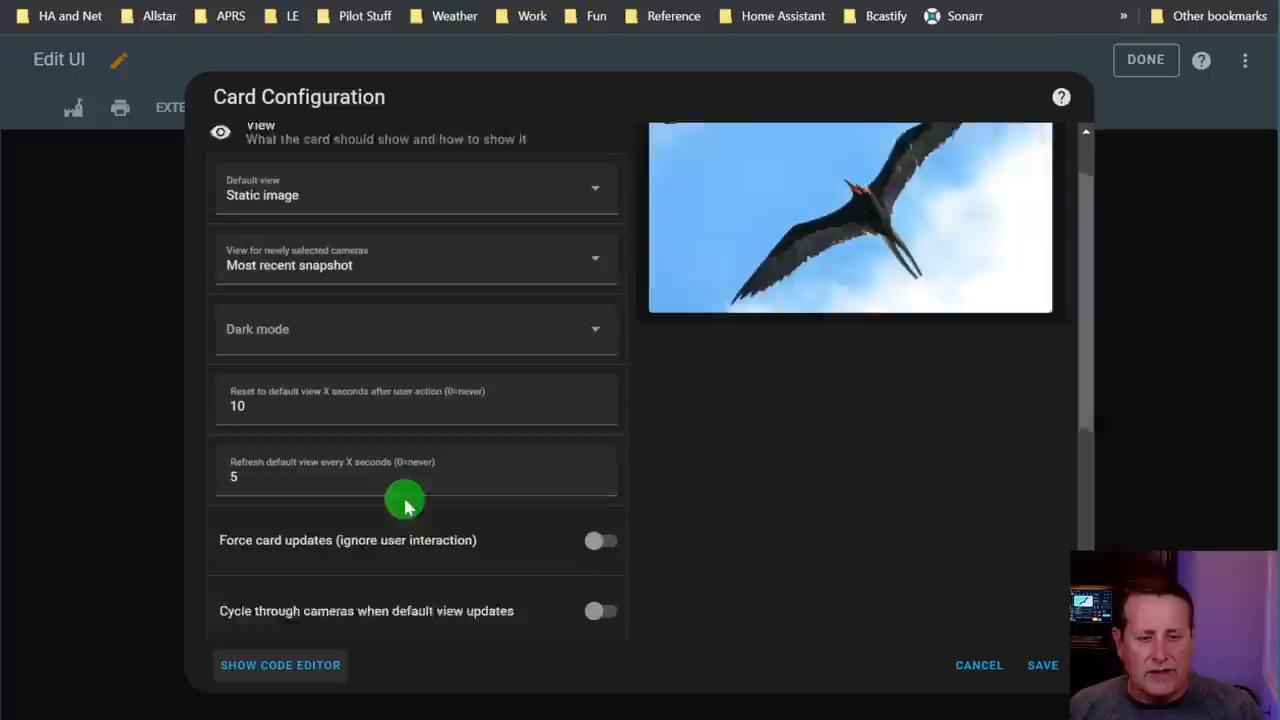 HA and Net Allstar APRS LE Pilot Stuff Weather Work Fun Reference Home Assistant Bcastify Sonarr » Other bookmarks
Edit UI DONE
EXTE
Card Configuration
View
What the card should show and how to show it
Default view
Static image
View for newly selected cameras
Most recent snapshot
Dark mode
Reset to default view X seconds after user action (0=never)
10
Refresh default view every X seconds (0=never)
5
Force card updates (ignore user interaction)
Cycle through cameras when default view updates
SHOW CODE EDITOR CANCEL SAVE